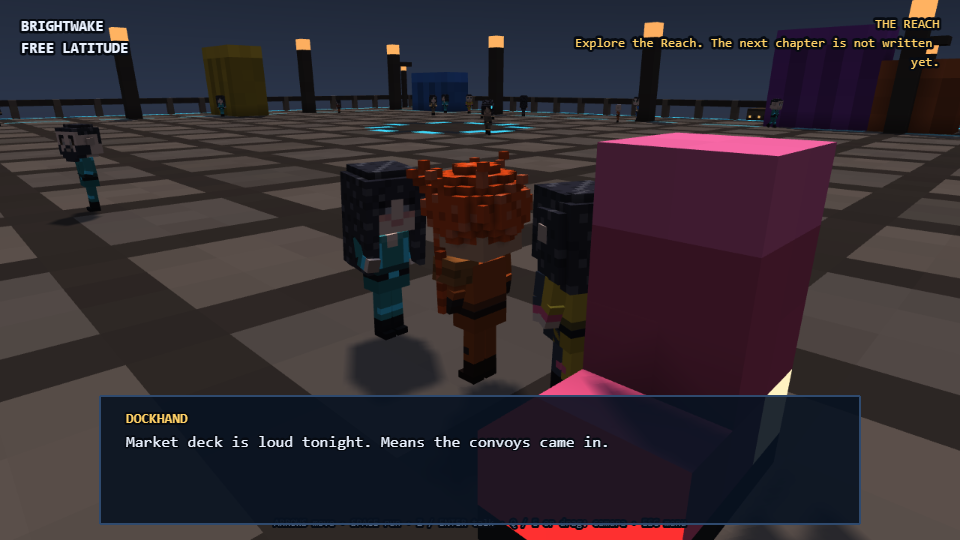 BRIGHTWAKE
FREE LATITUDE
THE REACH
Explore the Reach. The next chapter is not written
yet.
DOCKHAND
Market deck is loud tonight. Means the convoys came in.